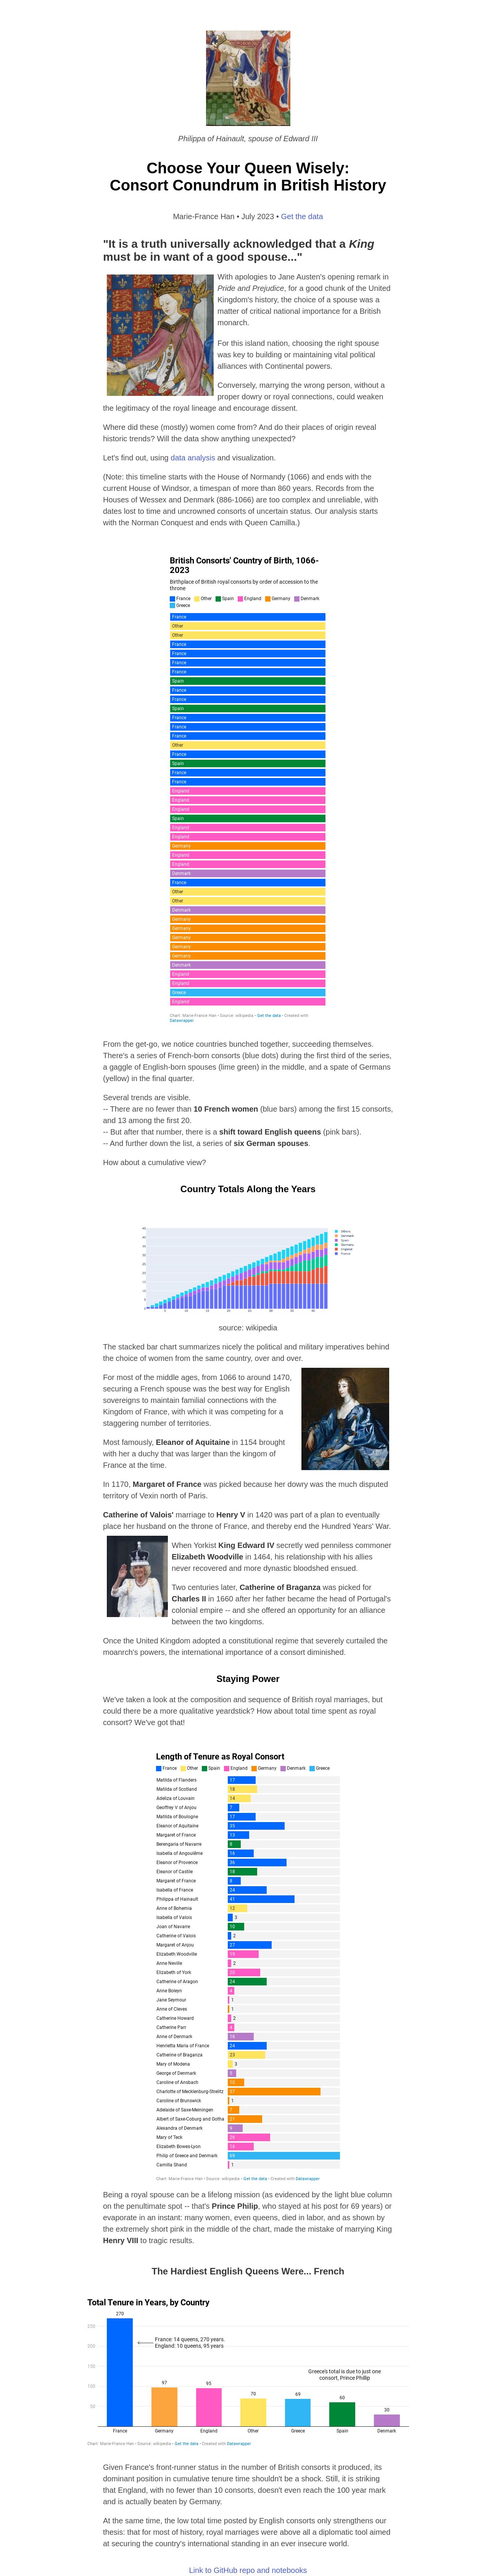 Philippa of Hainault, spouse of Edward III
Choose Your Queen Wisely:
Consort Conundrum in British History
Marie-France Han • July 2023 • Get the data
"It is a truth universally acknowledged that a King
must be in want of a good spouse..."
With apologies to Jane Austen's opening remark in
Pride and Prejudice, for a good chunk of the United
Kingdom's history, the choice of a spouse was a
matter of critical national importance for a British
monarch.
For this island nation, choosing the right spouse
was key to building or maintaining vital political
alliances with Continental powers.
Conversely, marrying the wrong person, without a
proper dowry or royal connections, could weaken
the legitimacy of the royal lineage and encourage dissent.
Where did these (mostly) women come from? And do their places of origin reveal
historic trends? Will the data show anything unexpected?
Let's find out, using data analysis and visualization.
(Note: this timeline starts with the House of Normandy (1066) and ends with the
current House of Windsor, a timespan of more than 860 years. Records from the
Houses of Wessex and Denmark (886-1066) are too complex and unreliable, with
dates lost to time and uncrowned consorts of uncertain status. Our analysis starts
with the Norman Conquest and ends with Queen Camilla.)
British Consorts' Country of Birth, 1066-
2023
Birthplace of British royal consorts by order of accession to the
throne
France Other Spain England Germany Denmark
Greece
France
Other
Other
France
France
France
France
Spain
France
France
Spain
France
France
France
Other
France
Spain
France
France
England
England
England
Spain
England
England
Germany
England
England
Denmark
France
Other
Other
Denmark
Germany
Germany
Germany
Germany
Germany
Denmark
England
England
Greece
England
Chart: Marie-France Han • Source: wikipedia • Get the data • Created with
Datawrapper
From the get-go, we notice countries bunched together, succeeding themselves.
There's a series of French-born consorts (blue dots) during the first third of the series,
a gaggle of English-born spouses (lime green) in the middle, and a spate of Germans
(yellow) in the final quarter.
Several trends are visible.
-- There are no fewer than 10 French women (blue bars) among the first 15 consorts,
and 13 among the first 20.
-- But after that number, there is a shift toward English queens (pink bars).
-- And further down the list, a series of six German spouses.
How about a cumulative view?
Country Totals Along the Years
source: wikipedia
The stacked bar chart summarizes nicely the political and military imperatives behind
the choice of women from the same country, over and over.
For most of the middle ages, from 1066 to around 1470,
securing a French spouse was the best way for English
sovereigns to maintain familial connections with the
Kingdom of France, with which it was competing for a
staggering number of territories.
Most famously, Eleanor of Aquitaine in 1154 brought
with her a duchy that was larger than the kingom of
France at the time.
In 1170, Margaret of France was picked because her dowry was the much disputed
territory of Vexin north of Paris.
Catherine of Valois' marriage to Henry V in 1420 was part of a plan to eventually
place her husband on the throne of France, and thereby end the Hundred Years' War.
When Yorkist King Edward IV secretly wed penniless commoner
Elizabeth Woodville in 1464, his relationship with his allies
never recovered and more dynastic bloodshed ensued.
Two centuries later, Catherine of Braganza was picked for
Charles II in 1660 after her father became the head of Portugal's
colonial empire -- and she offered an opportunity for an alliance
between the two kingdoms.
Once the United Kingdom adopted a constitutional regime that severely curtailed the
moanrch's powers, the international importance of a consort diminished.
Staying Power
We've taken a look at the composition and sequence of British royal marriages, but
could there be a more qualitative yeardstick? How about total time spent as royal
consort? We've got that!
Length of Tenure as Royal Consort
France Other Spain England Germany Denmark Greece
Matilda of Flanders 17
Matilda of Scotland 18
Adeliza of Louvain 14
Geoffrey V of Anjou 7
Matilda of Boulogne 17
Eleanor of Aquitaine 35
Margaret of France 13
Berengaria of Navarre 8
Isabella of Angoulême 16
Eleanor of Provence 36
Eleanor of Castile 18
Margaret of France 8
Isabella of France 24
Philippa of Hainault 41
Anne of Bohemia 12
Isabella of Valois 3
Joan of Navarre 10
Catherine of Valois 2
Margaret of Anjou 27
Elizabeth Woodville 19
Anne Neville 2
Elizabeth of York
Catherine of Aragon 24
Anne Boleyn
Jane Seymour 1
Anne of Cleves 1
Catherine Howard 2
Catherine Parr
Anne of Denmark
Henrietta Maria of France 24
Catherine of Braganza 23
Mary of Modena 3
George of Denmark
Caroline of Ansbach
Charlotte of Mecklenburg-Strelitz 57
Caroline of Brunswick 1
Adelaide of Saxe-Meiningen
Albert of Saxe-Coburg and Gotha 21
Alexandra of Denmark
Mary of Teck
Elizabeth Bowes-Lyon
Philip of Greece and Denmark 69
Camilla Shand 1
Chart: Marie-France Han • Source: wikipedia • Get the data • Created with Datawrapper
Being a royal spouse can be a lifelong mission (as evidenced by the light blue column
on the penultimate spot -- that's Prince Philip, who stayed at his post for 69 years) or
evaporate in an instant: many women, even queens, died in labor, and as shown by
the extremely short pink in the middle of the chart, made the mistake of marrying King
Henry VIII to tragic results.
The Hardiest English Queens Were... French
Total Tenure in Years, by Country
270
250
France: 14 queens, 270 years.
200
England: 10 queens, 95 years
150
Greece's total is due to just one
consort, Prince Phillip
100
97 95 70 69 60 30
50
France Germany England Other Greece Spain Denmark
Chart: Marie-France Han • Source: wikipedia • Get the data • Created with Datawrapper
Given France's front-runner status in the number of British consorts it produced, its
dominant position in cumulative tenure time shouldn't be a shock. Still, it is striking
that England, with no fewer than 10 consorts, doesn't even reach the 100 year mark
and is actually beaten by Germany.
At the same time, the low total time posted by English consorts only strengthens our
thesis: that for most of history, royal marriages were above all a diplomatic tool aimed
at securing the country's international standing in an ever insecure world.
Link to GitHub repo and notebooks